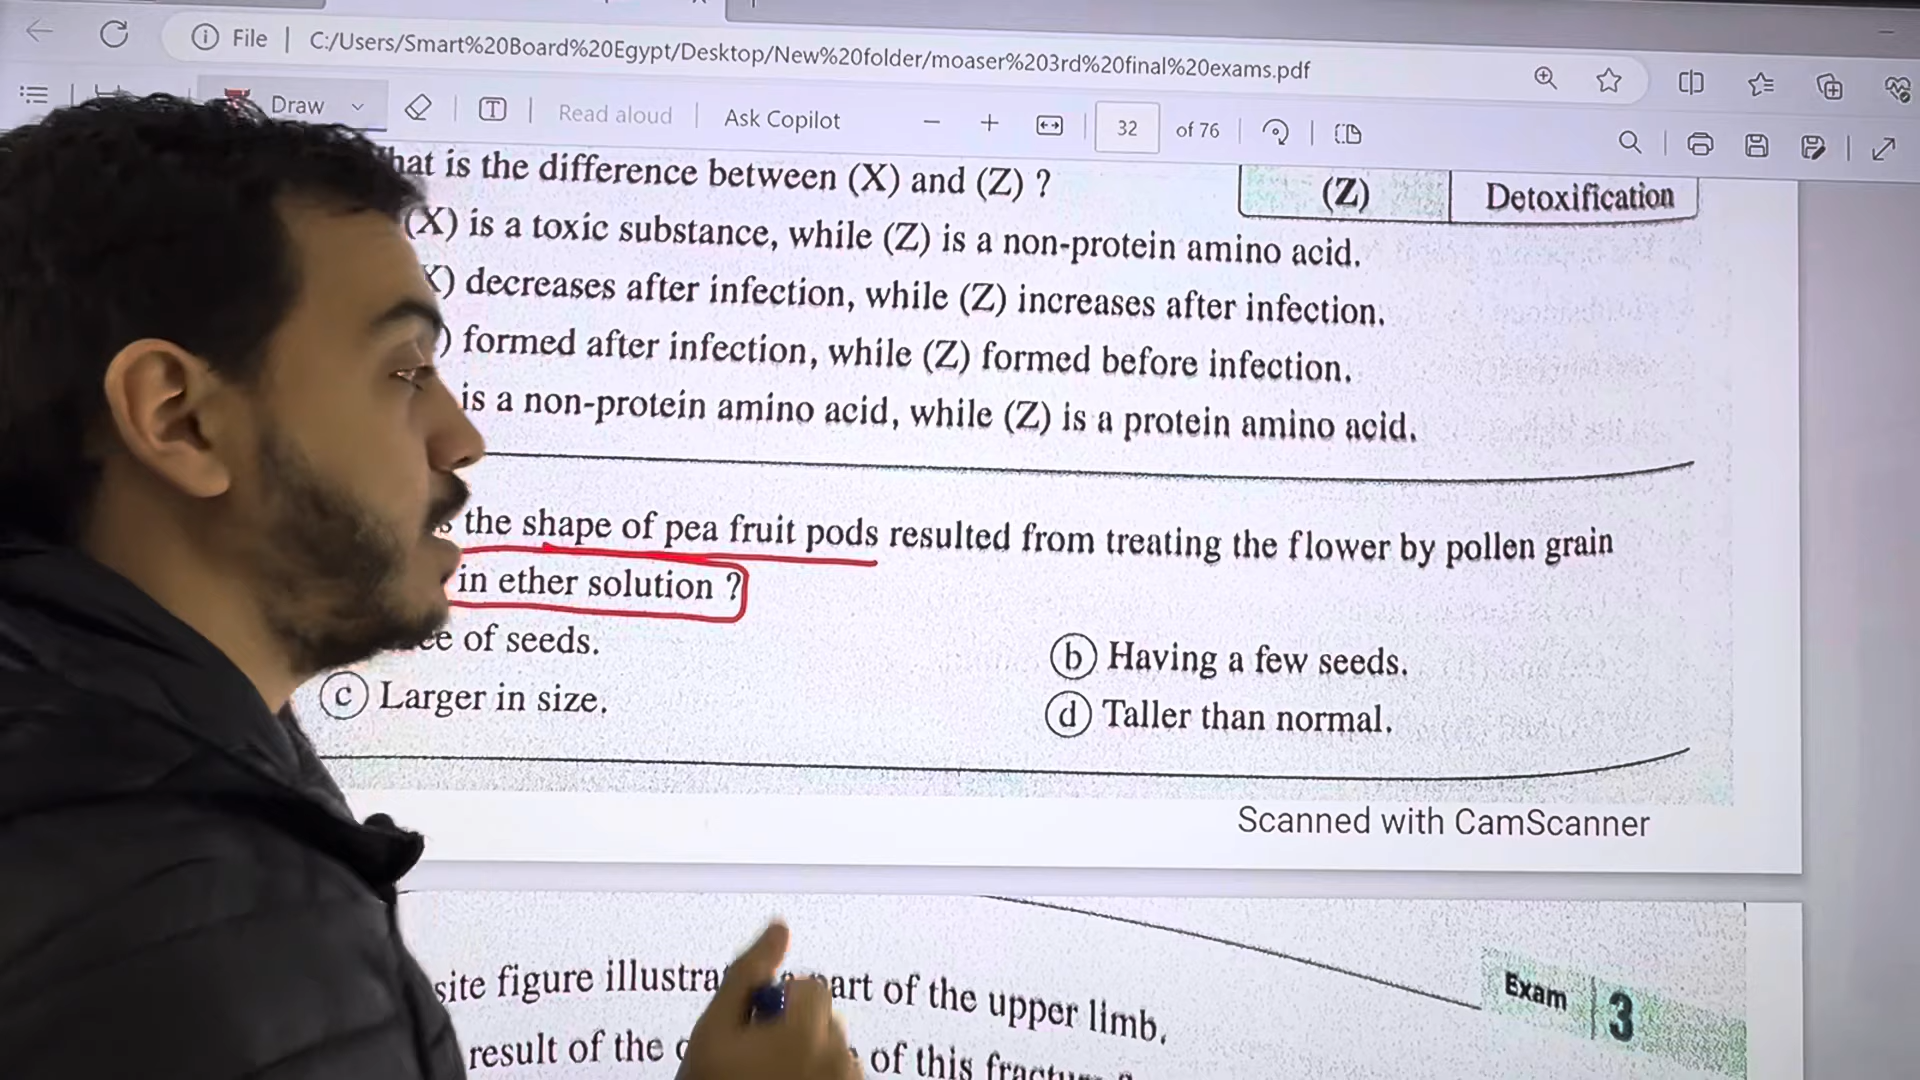 File | C:/Users/Smart%20Board%20Egypt/Desktop/New%20folder/moaser%203rd%20final%20exams.pdf
Draw T Read aloud Ask Copilot 32 of 76
hat is the difference between (X) and (Z) ?
(Z) Detoxification
(X) is a toxic substance, while (Z) is a non-protein amino acid.
X) decreases after infection, while (Z) increases after infection.
) formed after infection, while (Z) formed before infection.
is a non-protein amino acid, while (Z) is a protein amino acid.
the shape of pea fruit pods resulted from treating the flower by pollen grain
in ether solution ?
of seeds.
b Having a few seeds.
c Larger in size.
d Taller than normal.
Scanned with CamScanner
Exam 3
site figure illustra part of the upper limb.
result of the of this